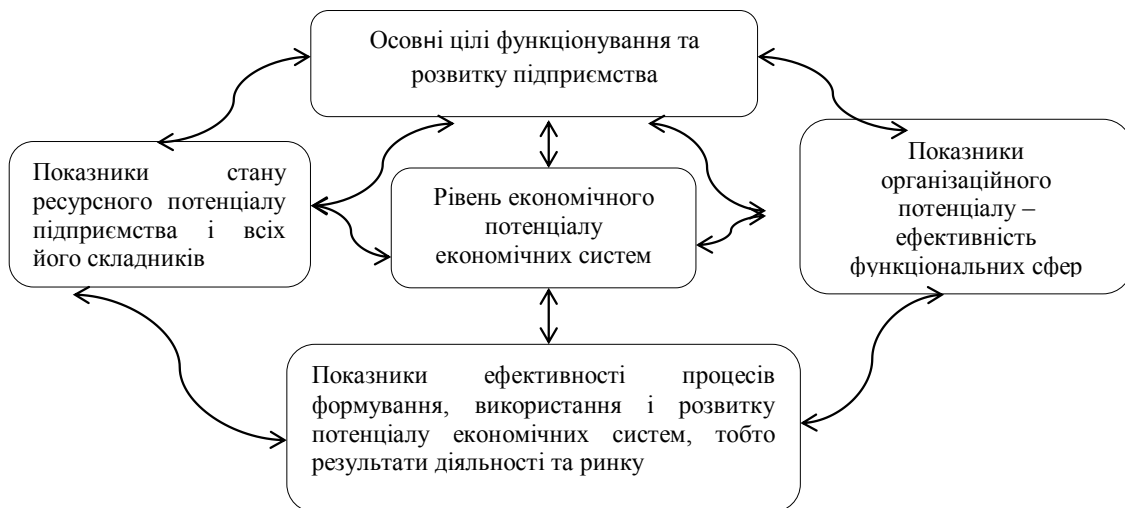 Осовні цілі функціонування та
розвитку підприємства
Показники стану
ресурсного потенціалу
підприємства і всіх
його складників
Рівень економічного
потенціалу
економічних систем
Показники
організаційного
потенціалу –
ефективність
функціональних сфер
Показники ефективності процесів
формування, використання і розвитку
потенціалу економічних систем, тобто
результати діяльності та ринку